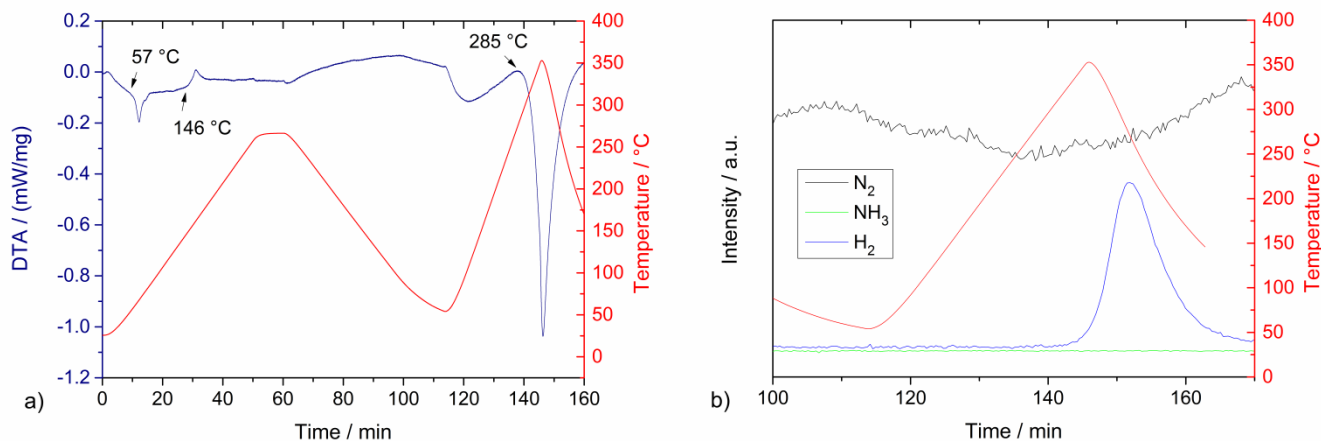 0.2
0.0
-0.2
-0.4
-0.6
-0.8
-1.0
-1.2
DTA / (mW/mg)
57 °C
146 °C
285 °C
400
350
300
250
200
150
100
50
0
Temperature / °C
0 20 40 60 80 100 120 140 160
Time / min
a)
Intensity / a.u.
N₂
NH₃
H₂
400
350
300
250
200
150
100
50
0
Temperature / °C
100 120 140 160
Time / min
b)